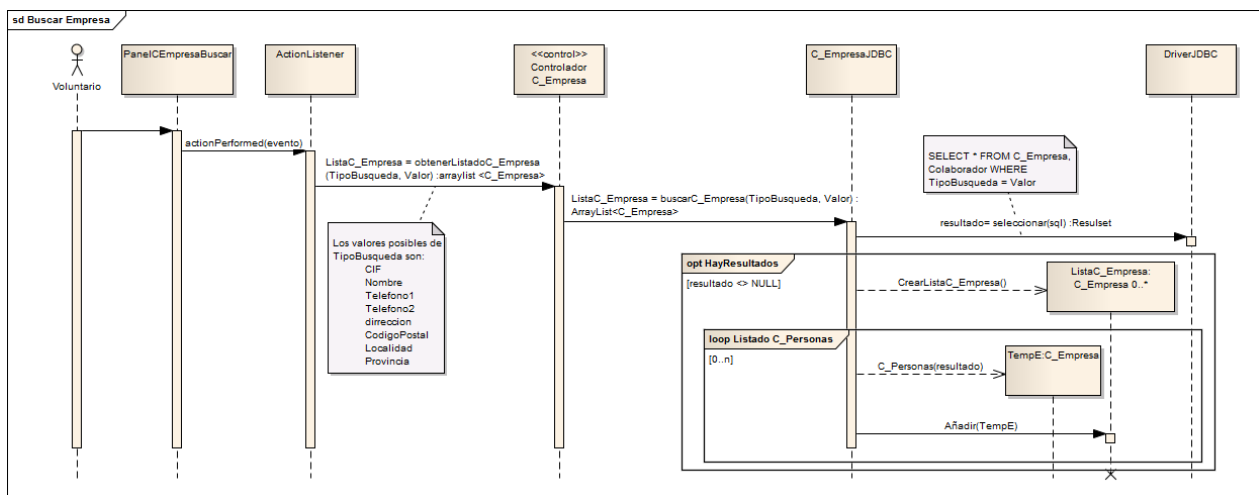 sd Buscar Empresa
Voluntario
PanelCEmpresaBuscar
ActionListener
<<control>>
Controlador
C_Empresa
C_EmpresaJDBC
DriverJDBC
actionPerformed(evento)
ListaC_Empresa = obtenerListadoC_Empresa
(TipoBusqueda, Valor) :arraylist <C_Empresa>
ListaC_Empresa = buscarC_Empresa(TipoBusqueda, Valor) :
ArrayList<C_Empresa>
SELECT * FROM C_Empresa,
Colaborador WHERE
TipoBusqueda = Valor
resultado= seleccionar(sql) :Resulset
Los valores posibles de
TipoBusqueda son:
CIF
Nombre
Telefono1
Telefono2
dirreccion
CodigoPostal
Localidad
Provincia
opt HayResultados
[resultado <> NULL]
CrearListaC_Empresa()
ListaC_Empresa:
C_Empresa 0..*
loop Listado C_Personas
[0..n]
C_Personas(resultado)
TempE:C_Empresa
Añadir(TempE)